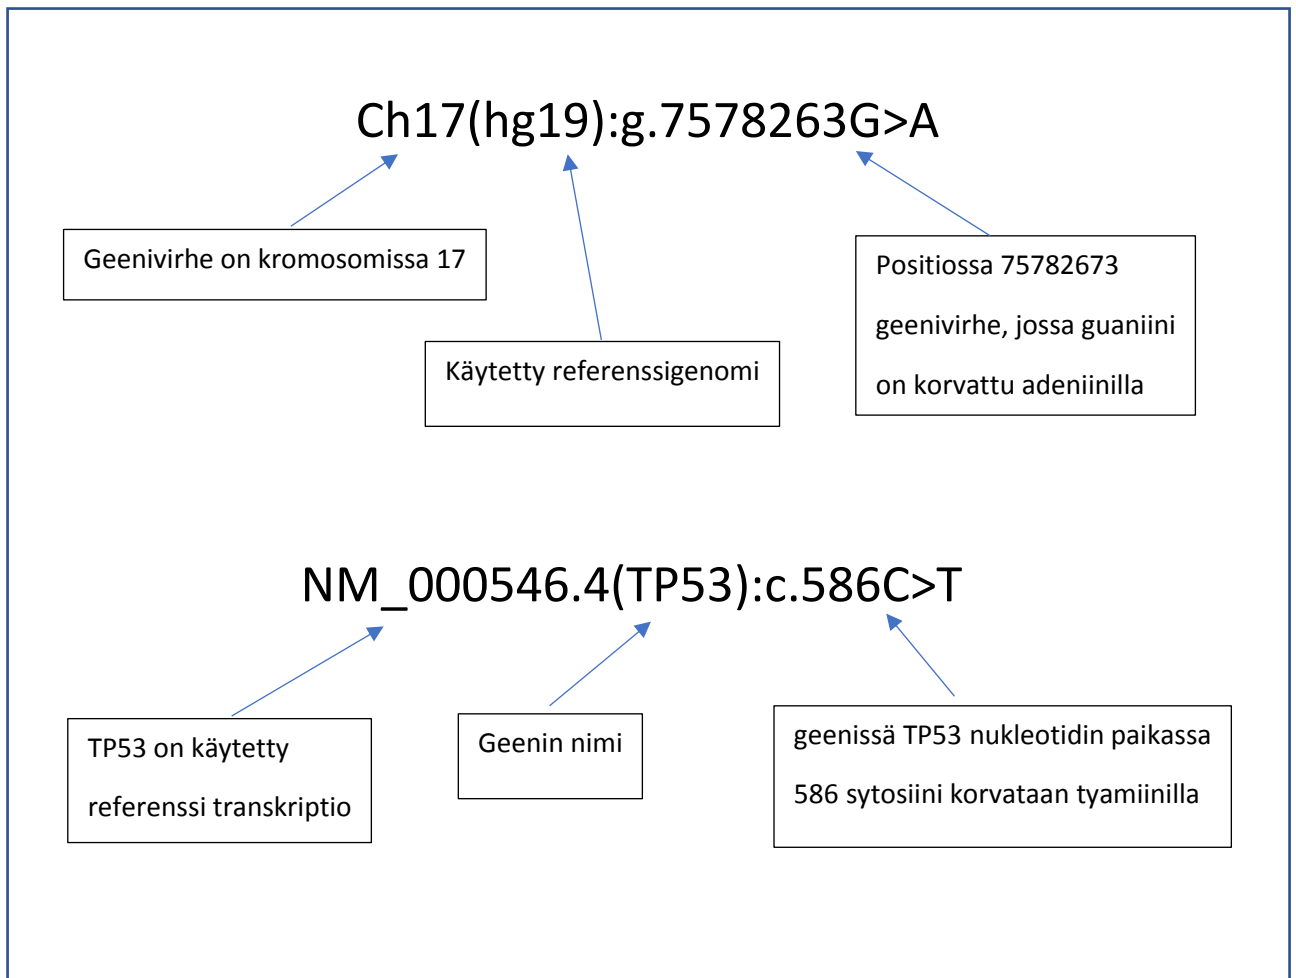 Ch17(hg19):g.7578263G>A
Geenivirhe on kromosomissa 17
Käytetty referenssigenomi
Positiossa 75782673
geenivirhe, jossa guaniini
on korvattu adeniinilla
NM_000546.4(TP53):c.586C>T
TP53 on käytetty
referenssi transkriptio
Geenin nimi
geenissä TP53 nukleotidin paikassa
586 sytosiini korvataan tyamiinilla